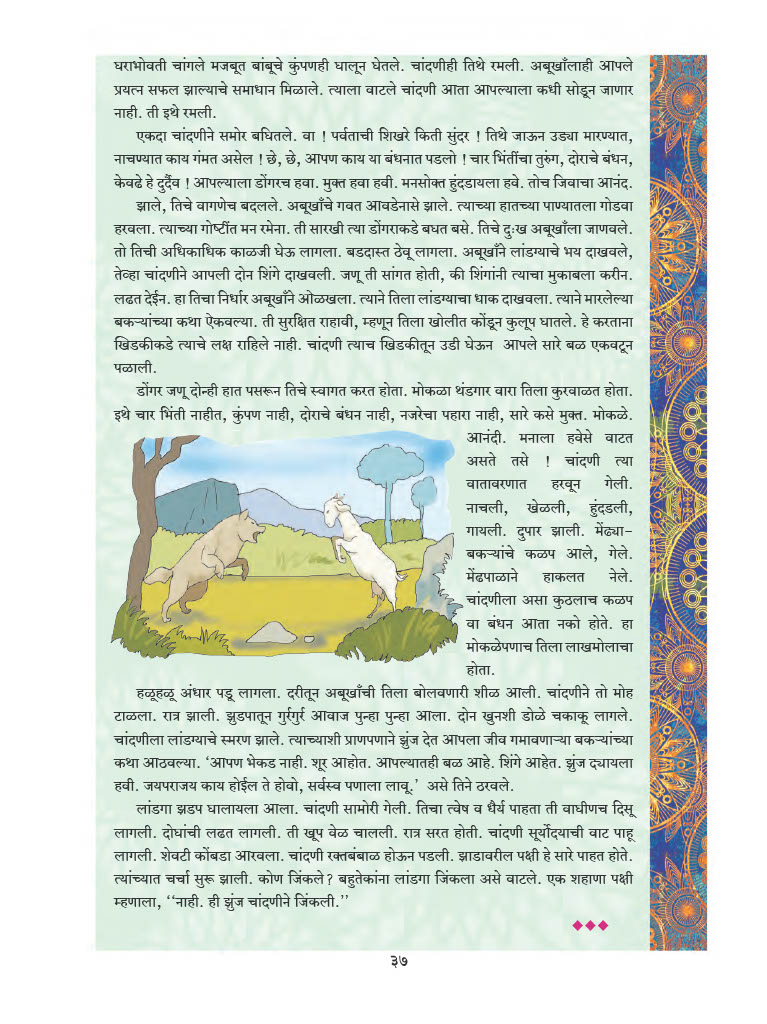 घराभोवती चांगले मजबूत बांबूचे कुंपणही घालून घेतले. चांदणीही तिथे रमली. अबूखाँलाही आपले
प्रयत्न सफल झाल्याचे समाधान मिळाले. त्याला वाटले चांदणी आता आपल्याला कधी सोडून जाणार
नाही. ती इथे रमली.
एकदा चांदणीने समोर बघितले. वा ! पर्वताची शिखरे किती सुंदर ! तिथे जाऊन उड्या मारण्यात,
नाचण्यात काय गंमत असेल ! छे, छे, आपण काय या बंधनात पडलो ! चार भिंतींचा तुरुंग, दोराचे बंधन,
केवढे हे दुर्दैव ! आपल्याला डोंगरच हवा. मुक्त हवा हवी. मनसोक्त हुंदडायला हवे. तोच जिवाचा आनंद.
झाले, तिचे वागणेच बदलले. अबूखाँचे गवत आवडेनासे झाले. त्याच्या हातच्या पाण्यातला गोडवा
हरवला. त्याच्या गोष्टींत मन रमेना. ती सारखी त्या डोंगराकडे बघत बसे. तिचे दुःख अबूखाँला जाणवले.
तो तिची अधिकाधिक काळजी घेऊ लागला. बडदास्त ठेवू लागला. अबूखाँने लांडग्याचे भय दाखवले,
तेव्हा चांदणीने आपली दोन शिंगे दाखवली. जणू ती सांगत होती, की शिंगांनी त्याचा मुकाबला करीन.
लढत देईन. हा तिचा निर्धार अबूखाँने ओळखला. त्याने तिला लांडग्याचा धाक दाखवला. त्याने मारलेल्या
बकऱ्यांच्या कथा ऐकवल्या. ती सुरक्षित राहावी, म्हणून तिला खोलीत कोंडून कुलूप घातले. हे करताना
खिडकीकडे त्याचे लक्ष राहिले नाही. चांदणी त्याच खिडकीतून उडी घेऊन आपले सारे बळ एकवटून
पळाली.
डोंगर जणू दोन्ही हात पसरून तिचे स्वागत करत होता. मोकळा थंडगार वारा तिला कुरवाळत होता.
इथे चार भिंती नाहीत, कुंपण नाही, दोराचे बंधन नाही, नजरेचा पहारा नाही, सारे कसे मुक्त. मोकळे.
आनंदी. मनाला हवेसे वाटत
असते तसे ! चांदणी त्या
वातावरणात हरवून गेली.
नाचली, खेळली, हुंदडली,
गायली. दुपार झाली. मेंढ्या-
बकऱ्यांचे कळप आले, गेले.
मेंढपाळाने हाकलत नेले.
चांदणीला असा कुठलाच कळप
वा बंधन आता नको होते. हा
मोकळेपणाच तिला लाखमोलाचा
होता.
हळूहळू अंधार पडू लागला. दरीतून अबूखाँची तिला बोलवणारी शीळ आली. चांदणीने तो मोह
टाळला. रात्र झाली. झुडपातून गुर्रगुर्र आवाज पुन्हा पुन्हा आला. दोन खुनशी डोळे चकाकू लागले.
चांदणीला लांडग्याचे स्मरण झाले. त्याच्याशी प्राणपणाने झुंज देत आपला जीव गमावणाऱ्या बकऱ्यांच्या
कथा आठवल्या. ‘आपण भेकड नाही. शूर आहोत. आपल्यातही बळ आहे. शिंगे आहेत. झुंज द्यायला
हवी. जयपराजय काय होईल ते होवो, सर्वस्व पणाला लावू.’ असे तिने ठरवले.
लांडगा झडप घालायला आला. चांदणी सामोरी गेली. तिचा त्वेष व धैर्य पाहता ती वाघीणच दिसू
लागली. दोघांची लढत लागली. ती खूप वेळ चालली. रात्र सरत होती. चांदणी सूर्योदयाची वाट पाहू
लागली. शेवटी कोंबडा आरवला. चांदणी रक्तबंबाळ होऊन पडली. झाडावरील पक्षी हे सारे पाहत होते.
त्यांच्यात चर्चा सुरू झाली. कोण जिंकले? बहुतेकांना लांडगा जिंकला असे वाटले. एक शहाणा पक्षी
म्हणाला, ‘‘नाही. ही झुंज चांदणीने जिंकली.’’
३७